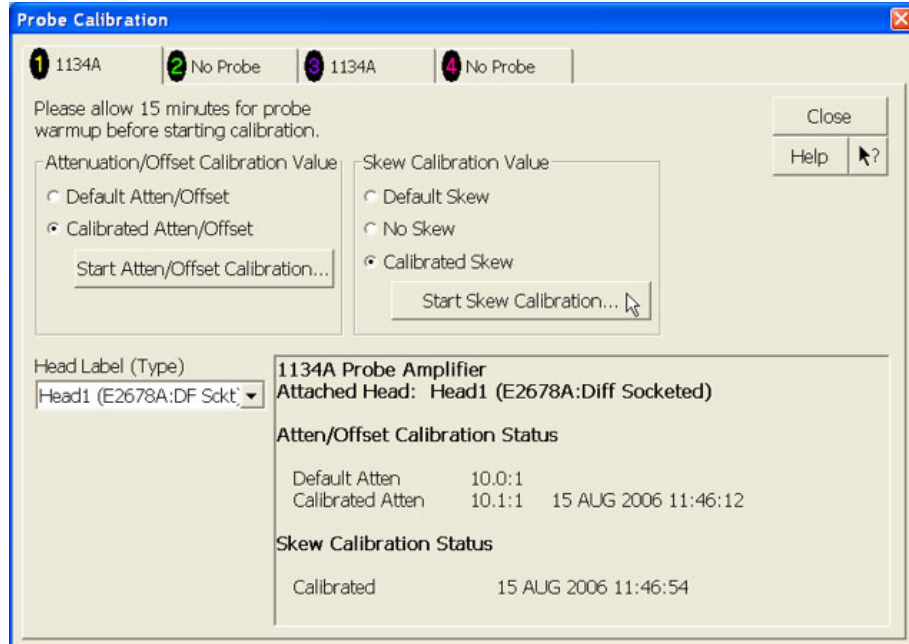 Probe Calibration
1 1134A
2 No Probe
3 1134A
4 No Probe
Please allow 15 minutes for probe
warmup before starting calibration.
Close
Help
?
Attenuation/Offset Calibration Value
Default Atten/Offset
Calibrated Atten/Offset
Start Atten/Offset Calibration...
Skew Calibration Value
Default Skew
No Skew
Calibrated Skew
Start Skew Calibration...
Head Label (Type)
Head1 (E2678A:DF Sckt)
1134A Probe Amplifier
Attached Head: Head1 (E2678A:Diff Socketed)
Atten/Offset Calibration Status
Default Atten 10.0:1
Calibrated Atten 10.1:1 15 AUG 2006 11:46:12
Skew Calibration Status
Calibrated 15 AUG 2006 11:46:54